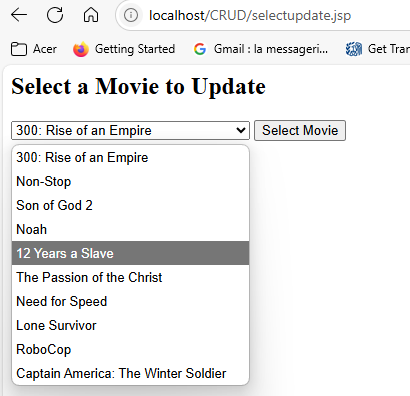 localhost/CRUD/selectupdate.jsp
Acer Getting Started Gmail : la messageri... Get Tran
Select a Movie to Update
300: Rise of an Empire Select Movie
300: Rise of an Empire
Non-Stop
Son of God 2
Noah
12 Years a Slave
The Passion of the Christ
Need for Speed
Lone Survivor
RoboCop
Captain America: The Winter Soldier